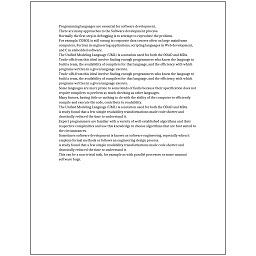 Programming languages are essential for software development.
There are many approaches to the Software development process.
Normally the first step in debugging is to attempt to reproduce the problem.
For example COBOL is still strong in corporate data centers often on large mainframe
computers, Fortran in engineering applications, scripting languages in Web development,
and C in embedded software.
The Unified Modeling Language (UML) is a notation used for both the OOAD and MDA.
Trade-offs from this ideal involve finding enough programmers who know the language to
build a team, the availability of compilers for that language, and the efficiency with which
programs written in a given language execute.
Trade-offs from this ideal involve finding enough programmers who know the language to
build a team, the availability of compilers for that language, and the efficiency with which
programs written in a given language execute.
Some languages are more prone to some kinds of faults because their specification does not
require compilers to perform as much checking as other languages.
Many factors, having little or nothing to do with the ability of the computer to efficiently
compile and execute the code, contribute to readability.
The Unified Modeling Language (UML) is a notation used for both the OOAD and MDA.
A study found that a few simple readability transformations made code shorter and
drastically reduced the time to understand it.
Expert programmers are familiar with a variety of well-established algorithms and their
respective complexities and use this knowledge to choose algorithms that are best suited to
the circumstances.
Sometimes software development is known as software engineering, especially when it
employs formal methods or follows an engineering design process.
A study found that a few simple readability transformations made code shorter and
drastically reduced the time to understand it.
This can be a non-trivial task, for example as with parallel processes or some unusual
software bugs.